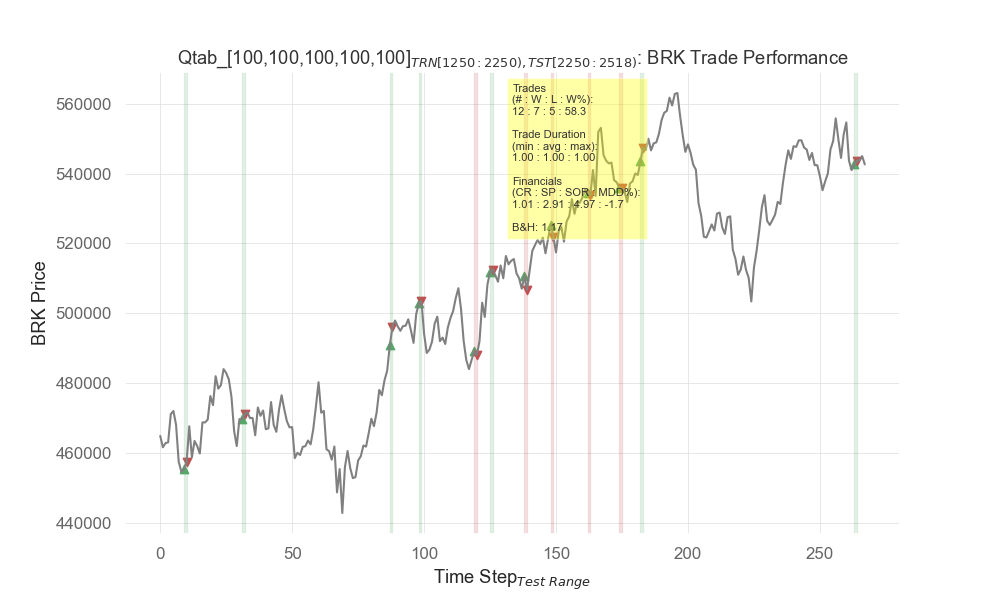 Qtab_[100,100,100,100,100]TRN[1250:2250),TST[2250:2518): BRK Trade Performance
Trades
(# : W : L : W%):
12 : 7 : 5 : 58.3
Trade Duration
(min : avg : max):
1.00 : 1.00 : 1.00
Financials
(CR : SP : SOR : MDD%):
1.01 : 2.91 : 4.97 : -1.7
B&H: 1.17
BRK Price
560000
540000
520000
500000
480000
460000
440000
0 50 100 150 200 250
Time Step Test Range